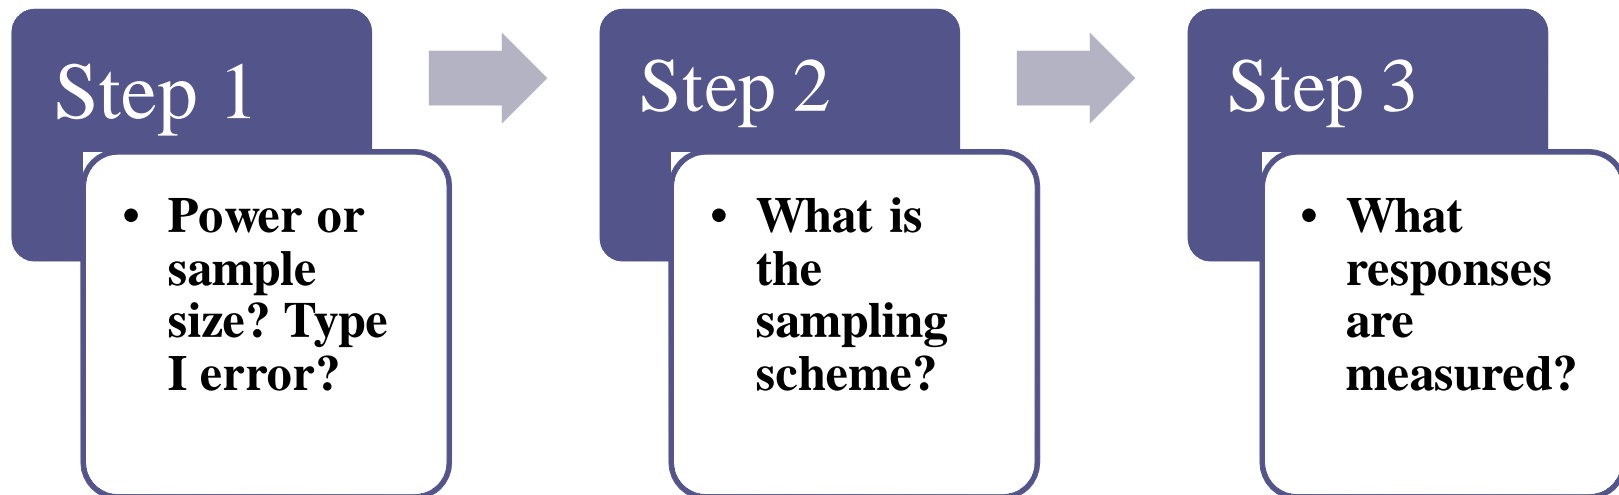 Step 1
• Power or
sample
size? Type
I error?
Step 2
• What is
the
sampling
scheme?
Step 3
• What
responses
are
measured?